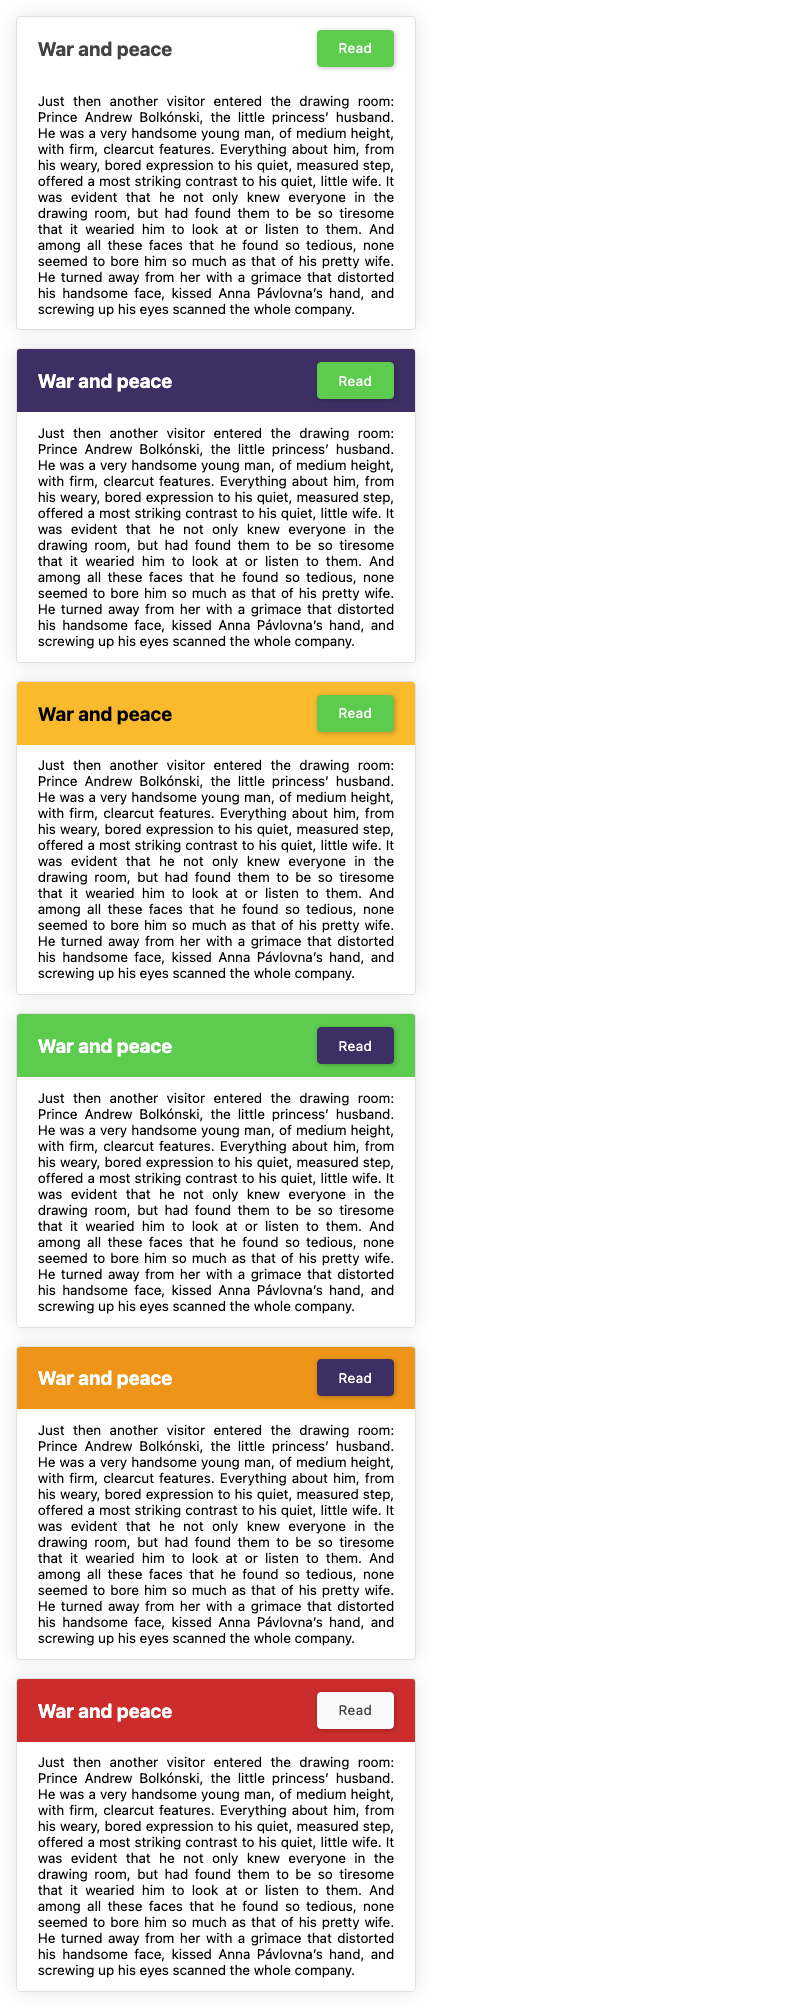 War and peace
Read
Just then another visitor entered the drawing room:
Prince Andrew Bolkónski, the little princess’ husband.
He was a very handsome young man, of medium height,
with firm, clearcut features. Everything about him, from
his weary, bored expression to his quiet, measured step,
offered a most striking contrast to his quiet, little wife. It
was evident that he not only knew everyone in the
drawing room, but had found them to be so tiresome
that it wearied him to look at or listen to them. And
among all these faces that he found so tedious, none
seemed to bore him so much as that of his pretty wife.
He turned away from her with a grimace that distorted
his handsome face, kissed Anna Pávlovna’s hand, and
screwing up his eyes scanned the whole company.
War and peace
Read
Just then another visitor entered the drawing room:
Prince Andrew Bolkónski, the little princess’ husband.
He was a very handsome young man, of medium height,
with firm, clearcut features. Everything about him, from
his weary, bored expression to his quiet, measured step,
offered a most striking contrast to his quiet, little wife. It
was evident that he not only knew everyone in the
drawing room, but had found them to be so tiresome
that it wearied him to look at or listen to them. And
among all these faces that he found so tedious, none
seemed to bore him so much as that of his pretty wife.
He turned away from her with a grimace that distorted
his handsome face, kissed Anna Pávlovna’s hand, and
screwing up his eyes scanned the whole company.
War and peace
Read
Just then another visitor entered the drawing room:
Prince Andrew Bolkónski, the little princess’ husband.
He was a very handsome young man, of medium height,
with firm, clearcut features. Everything about him, from
his weary, bored expression to his quiet, measured step,
offered a most striking contrast to his quiet, little wife. It
was evident that he not only knew everyone in the
drawing room, but had found them to be so tiresome
that it wearied him to look at or listen to them. And
among all these faces that he found so tedious, none
seemed to bore him so much as that of his pretty wife.
He turned away from her with a grimace that distorted
his handsome face, kissed Anna Pávlovna’s hand, and
screwing up his eyes scanned the whole company.
War and peace
Read
Just then another visitor entered the drawing room:
Prince Andrew Bolkónski, the little princess’ husband.
He was a very handsome young man, of medium height,
with firm, clearcut features. Everything about him, from
his weary, bored expression to his quiet, measured step,
offered a most striking contrast to his quiet, little wife. It
was evident that he not only knew everyone in the
drawing room, but had found them to be so tiresome
that it wearied him to look at or listen to them. And
among all these faces that he found so tedious, none
seemed to bore him so much as that of his pretty wife.
He turned away from her with a grimace that distorted
his handsome face, kissed Anna Pávlovna’s hand, and
screwing up his eyes scanned the whole company.
War and peace
Read
Just then another visitor entered the drawing room:
Prince Andrew Bolkónski, the little princess’ husband.
He was a very handsome young man, of medium height,
with firm, clearcut features. Everything about him, from
his weary, bored expression to his quiet, measured step,
offered a most striking contrast to his quiet, little wife. It
was evident that he not only knew everyone in the
drawing room, but had found them to be so tiresome
that it wearied him to look at or listen to them. And
among all these faces that he found so tedious, none
seemed to bore him so much as that of his pretty wife.
He turned away from her with a grimace that distorted
his handsome face, kissed Anna Pávlovna’s hand, and
screwing up his eyes scanned the whole company.
War and peace
Read
Just then another visitor entered the drawing room:
Prince Andrew Bolkónski, the little princess’ husband.
He was a very handsome young man, of medium height,
with firm, clearcut features. Everything about him, from
his weary, bored expression to his quiet, measured step,
offered a most striking contrast to his quiet, little wife. It
was evident that he not only knew everyone in the
drawing room, but had found them to be so tiresome
that it wearied him to look at or listen to them. And
among all these faces that he found so tedious, none
seemed to bore him so much as that of his pretty wife.
He turned away from her with a grimace that distorted
his handsome face, kissed Anna Pávlovna’s hand, and
screwing up his eyes scanned the whole company.